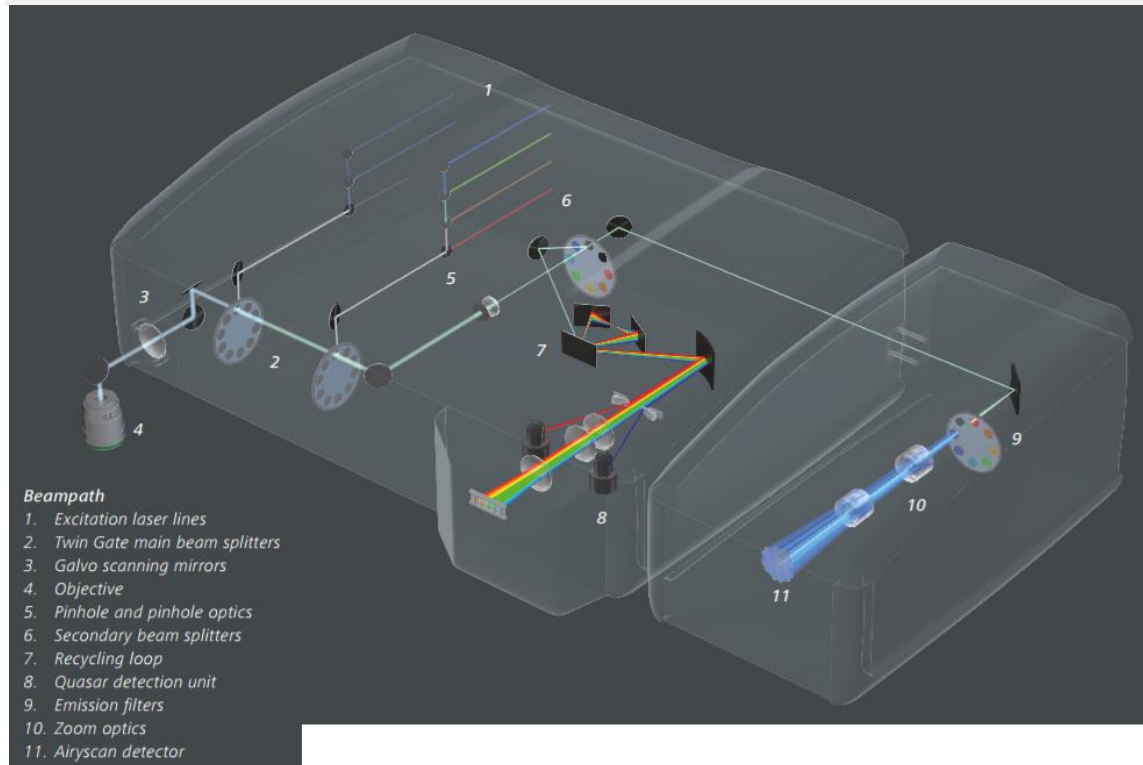 1
6
5
3
2
7
4
9
10
8
11
Beampath
1. Excitation laser lines
2. Twin Gate main beam splitters
3. Galvo scanning mirrors
4. Objective
5. Pinhole and pinhole optics
6. Secondary beam splitters
7. Recycling loop
8. Quasar detection unit
9. Emission filters
10. Zoom optics
11. Airyscan detector